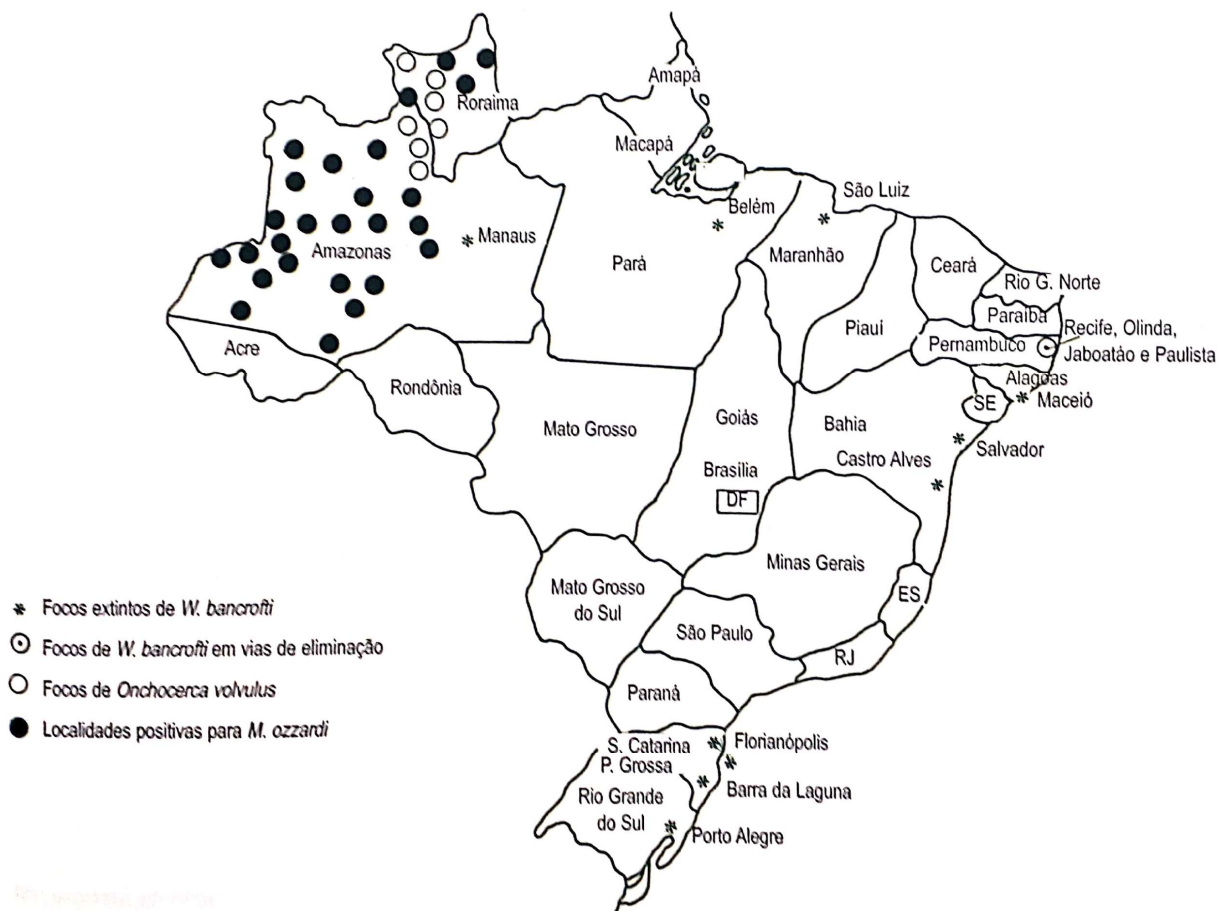 Amapá
Roraima
Macapá
São Luiz
Belém
Manaus
Amazonas
Pará
Maranhão
Ceará
Rio G. Norte
Paraíba
Piauí
Recife, Olinda,
Pernambuco
Jaboatão e Paulista
Acre
Alagoas
Rondônia
SE
Maceió
Goiás
Mato Grosso
Bahia
Salvador
Castro Alves
Brasília
DF
Minas Gerais
Mato Grosso
do Sul
ES
São Paulo
RJ
Paraná
S. Catarina
Florianópolis
P. Grossa
Barra da Laguna
Rio Grande
do Sul
Porto Alegre
Focos extintos de W. bancrofti
Focos de W. bancrofti em vias de eliminação
Focos de Onchocerca volvulus
Localidades positivas para M. ozzardi